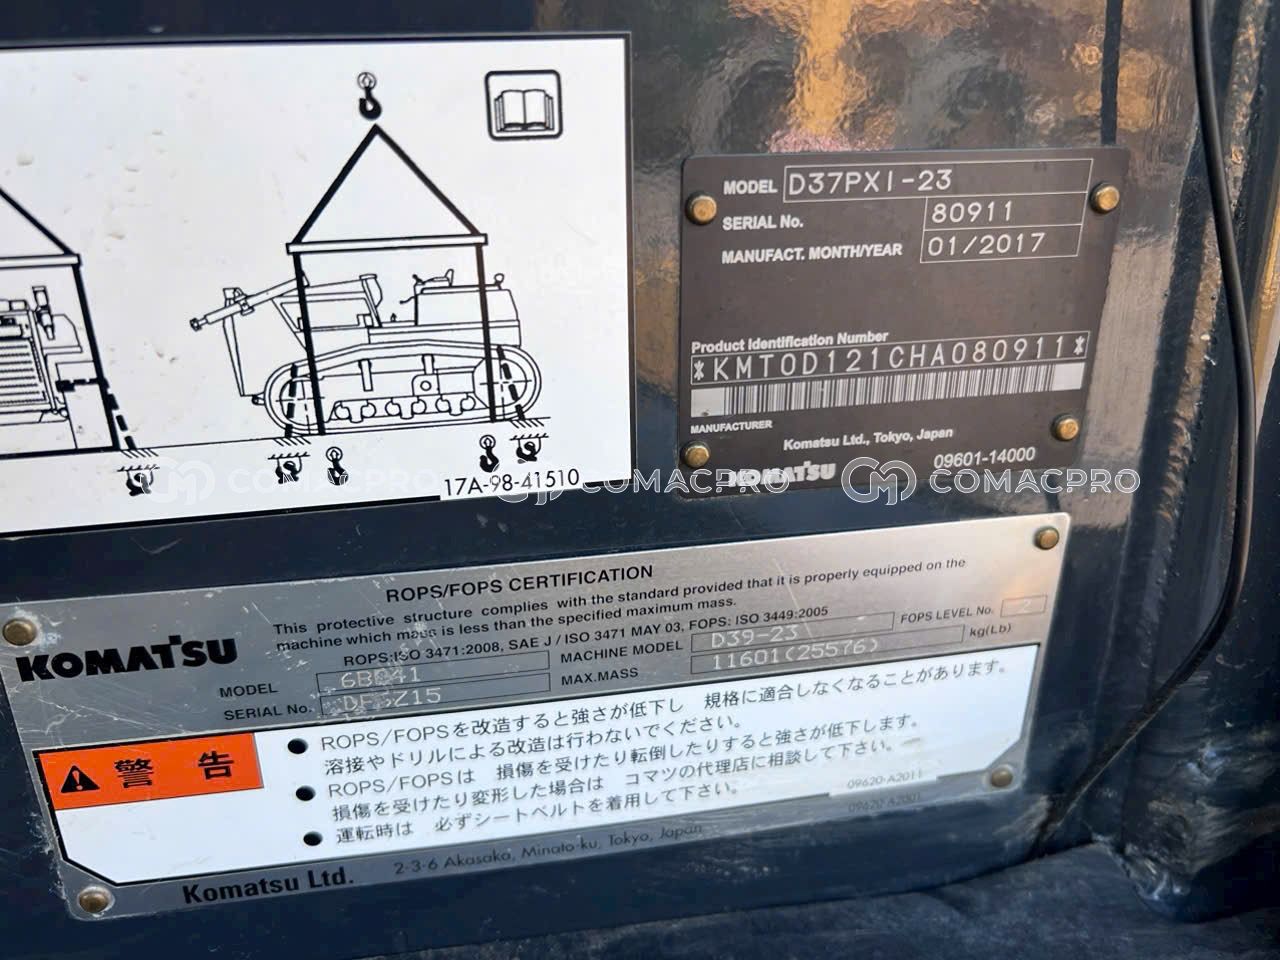 17A-98-41510
MODEL D37PXI-23
SERIAL No. 80911
MANUFACT. MONTH/YEAR 01/2017
Product Identification Number
*KMT0D121CHA080911*
MANUFACTURER
Komatsu Ltd., Tokyo, Japan
KOMATSU 09601-14000
COMACPRO COMACPRO COMACPRO
ROPS/FOPS CERTIFICATION
This protective structure complies with the standard provided that it is properly equipped on the
machine which mass is less than the specified maximum mass.
KOMATSU
ROPS:ISO 3471:2008, SAE J / ISO 3471 MAY 03, FOPS: ISO 3449:2005
FOPS LEVEL No. 2
MODEL 6BD41 MACHINE MODEL D39-23
SERIAL No. MAX.MASS 11601(25576) kg(Lb)
警告
● ROPS/FOPSを改造すると強さが低下し 規格に適合しなくなることがあります。
溶接やドリルによる改造は行わないでください。
● ROPS/FOPSは 損傷を受けたり転倒したりすると強さが低下します。
損傷を受けたり変形した場合は コマツの代理店に相談して下さい。
● 運転時は 必ずシートベルトを着用して下さい。
09620-A2011
09620-A2001
Komatsu Ltd. 2-3-6 Akasaka, Minato-ku, Tokyo, Japan